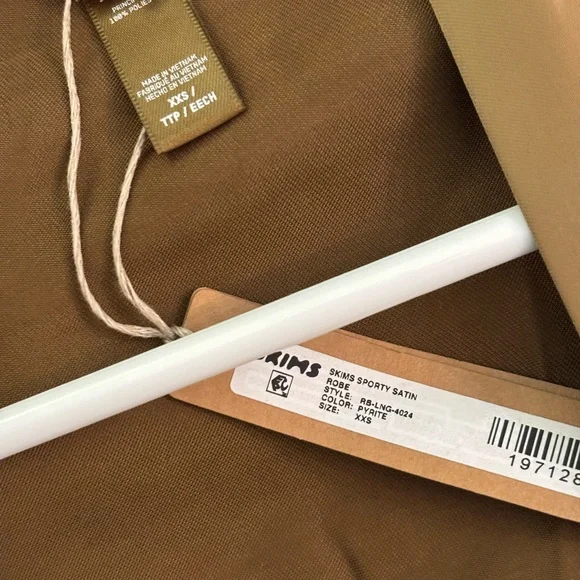 100% POLIES
MADE IN VIETNAM
FABRIQUÉ AU VIETNAM
HECHO EN VIETNAM
XXS /
TTP / EECH
SKIMS
SKIMS SPORTY SATIN
ROBE
STYLE: RB-LNG-4024
COLOR: PYRITE
SIZE: XXS
197128